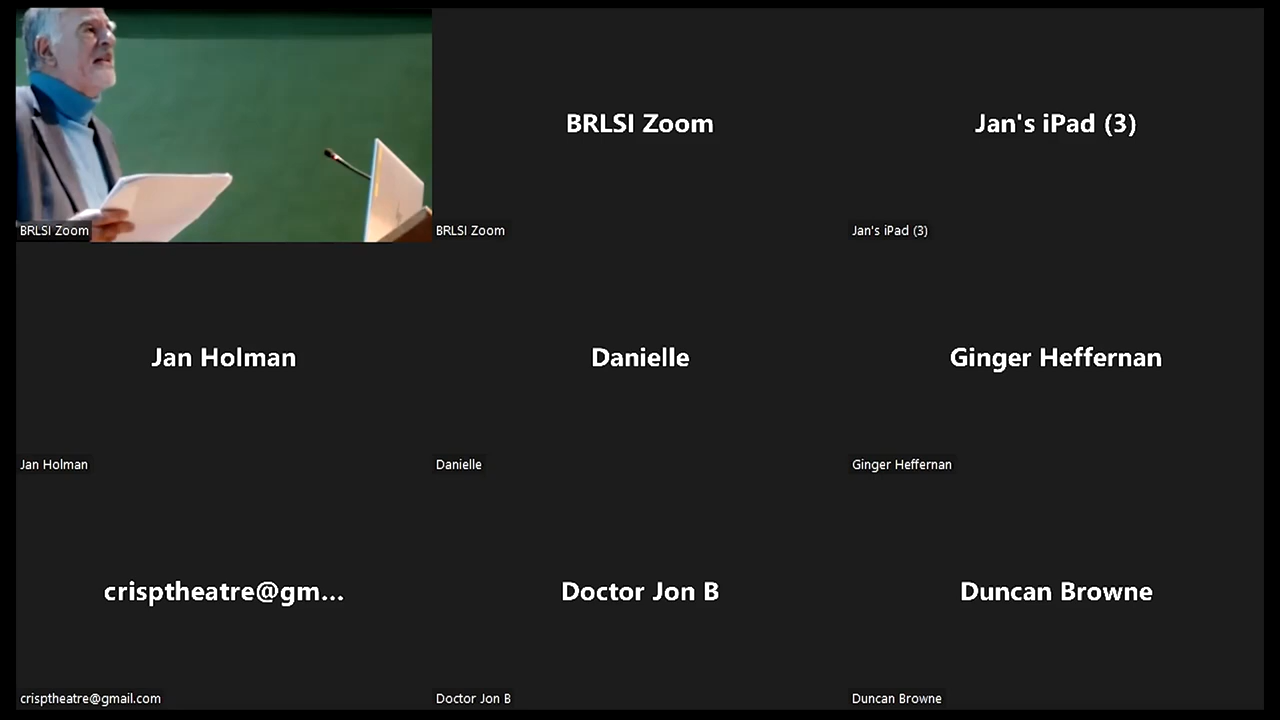 BRLSI Zoom
BRLSI Zoom
BRLSI Zoom
Jan's iPad (3)
Jan's iPad (3)
Jan Holman
Jan Holman
Danielle
Danielle
Ginger Heffernan
Ginger Heffernan
crisptheatre@gm...
crisptheatre@gmail.com
Doctor Jon B
Doctor Jon B
Duncan Browne
Duncan Browne